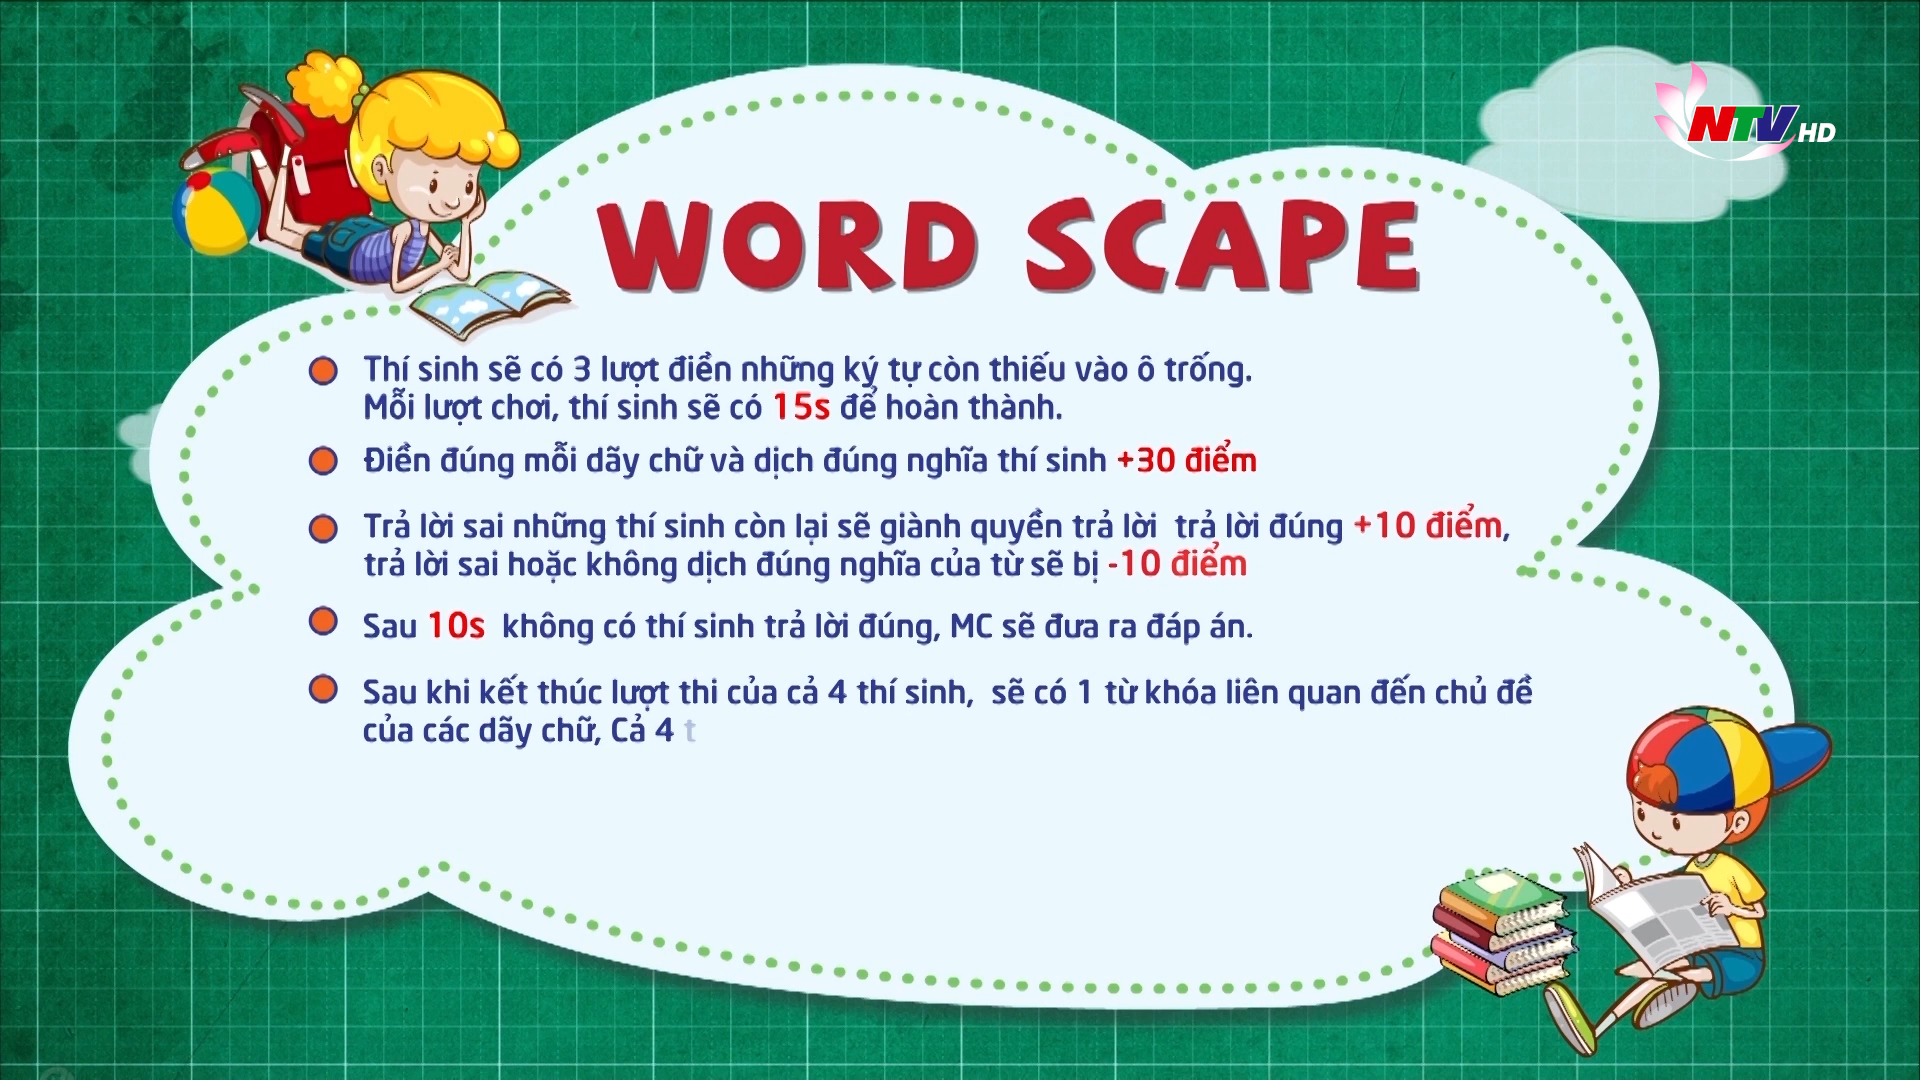 NTV HD
WORD SCAPE
Thí sinh sẽ có 3 lượt điền những ký tự còn thiếu vào ô trống.
Mỗi lượt chơi, thí sinh sẽ có 15s để hoàn thành.
Điền đúng mỗi dãy chữ và dịch đúng nghĩa thí sinh +30 điểm
Trả lời sai những thí sinh còn lại sẽ giành quyền trả lời trả lời đúng +10 điểm,
trả lời sai hoặc không dịch đúng nghĩa của từ sẽ bị -10 điểm
Sau 10s không có thí sinh trả lời đúng, MC sẽ đưa ra đáp án.
Sau khi kết thúc lượt thi của cả 4 thí sinh, sẽ có 1 từ khóa liên quan đến chủ đề
của các dãy chữ, Cả 4 t